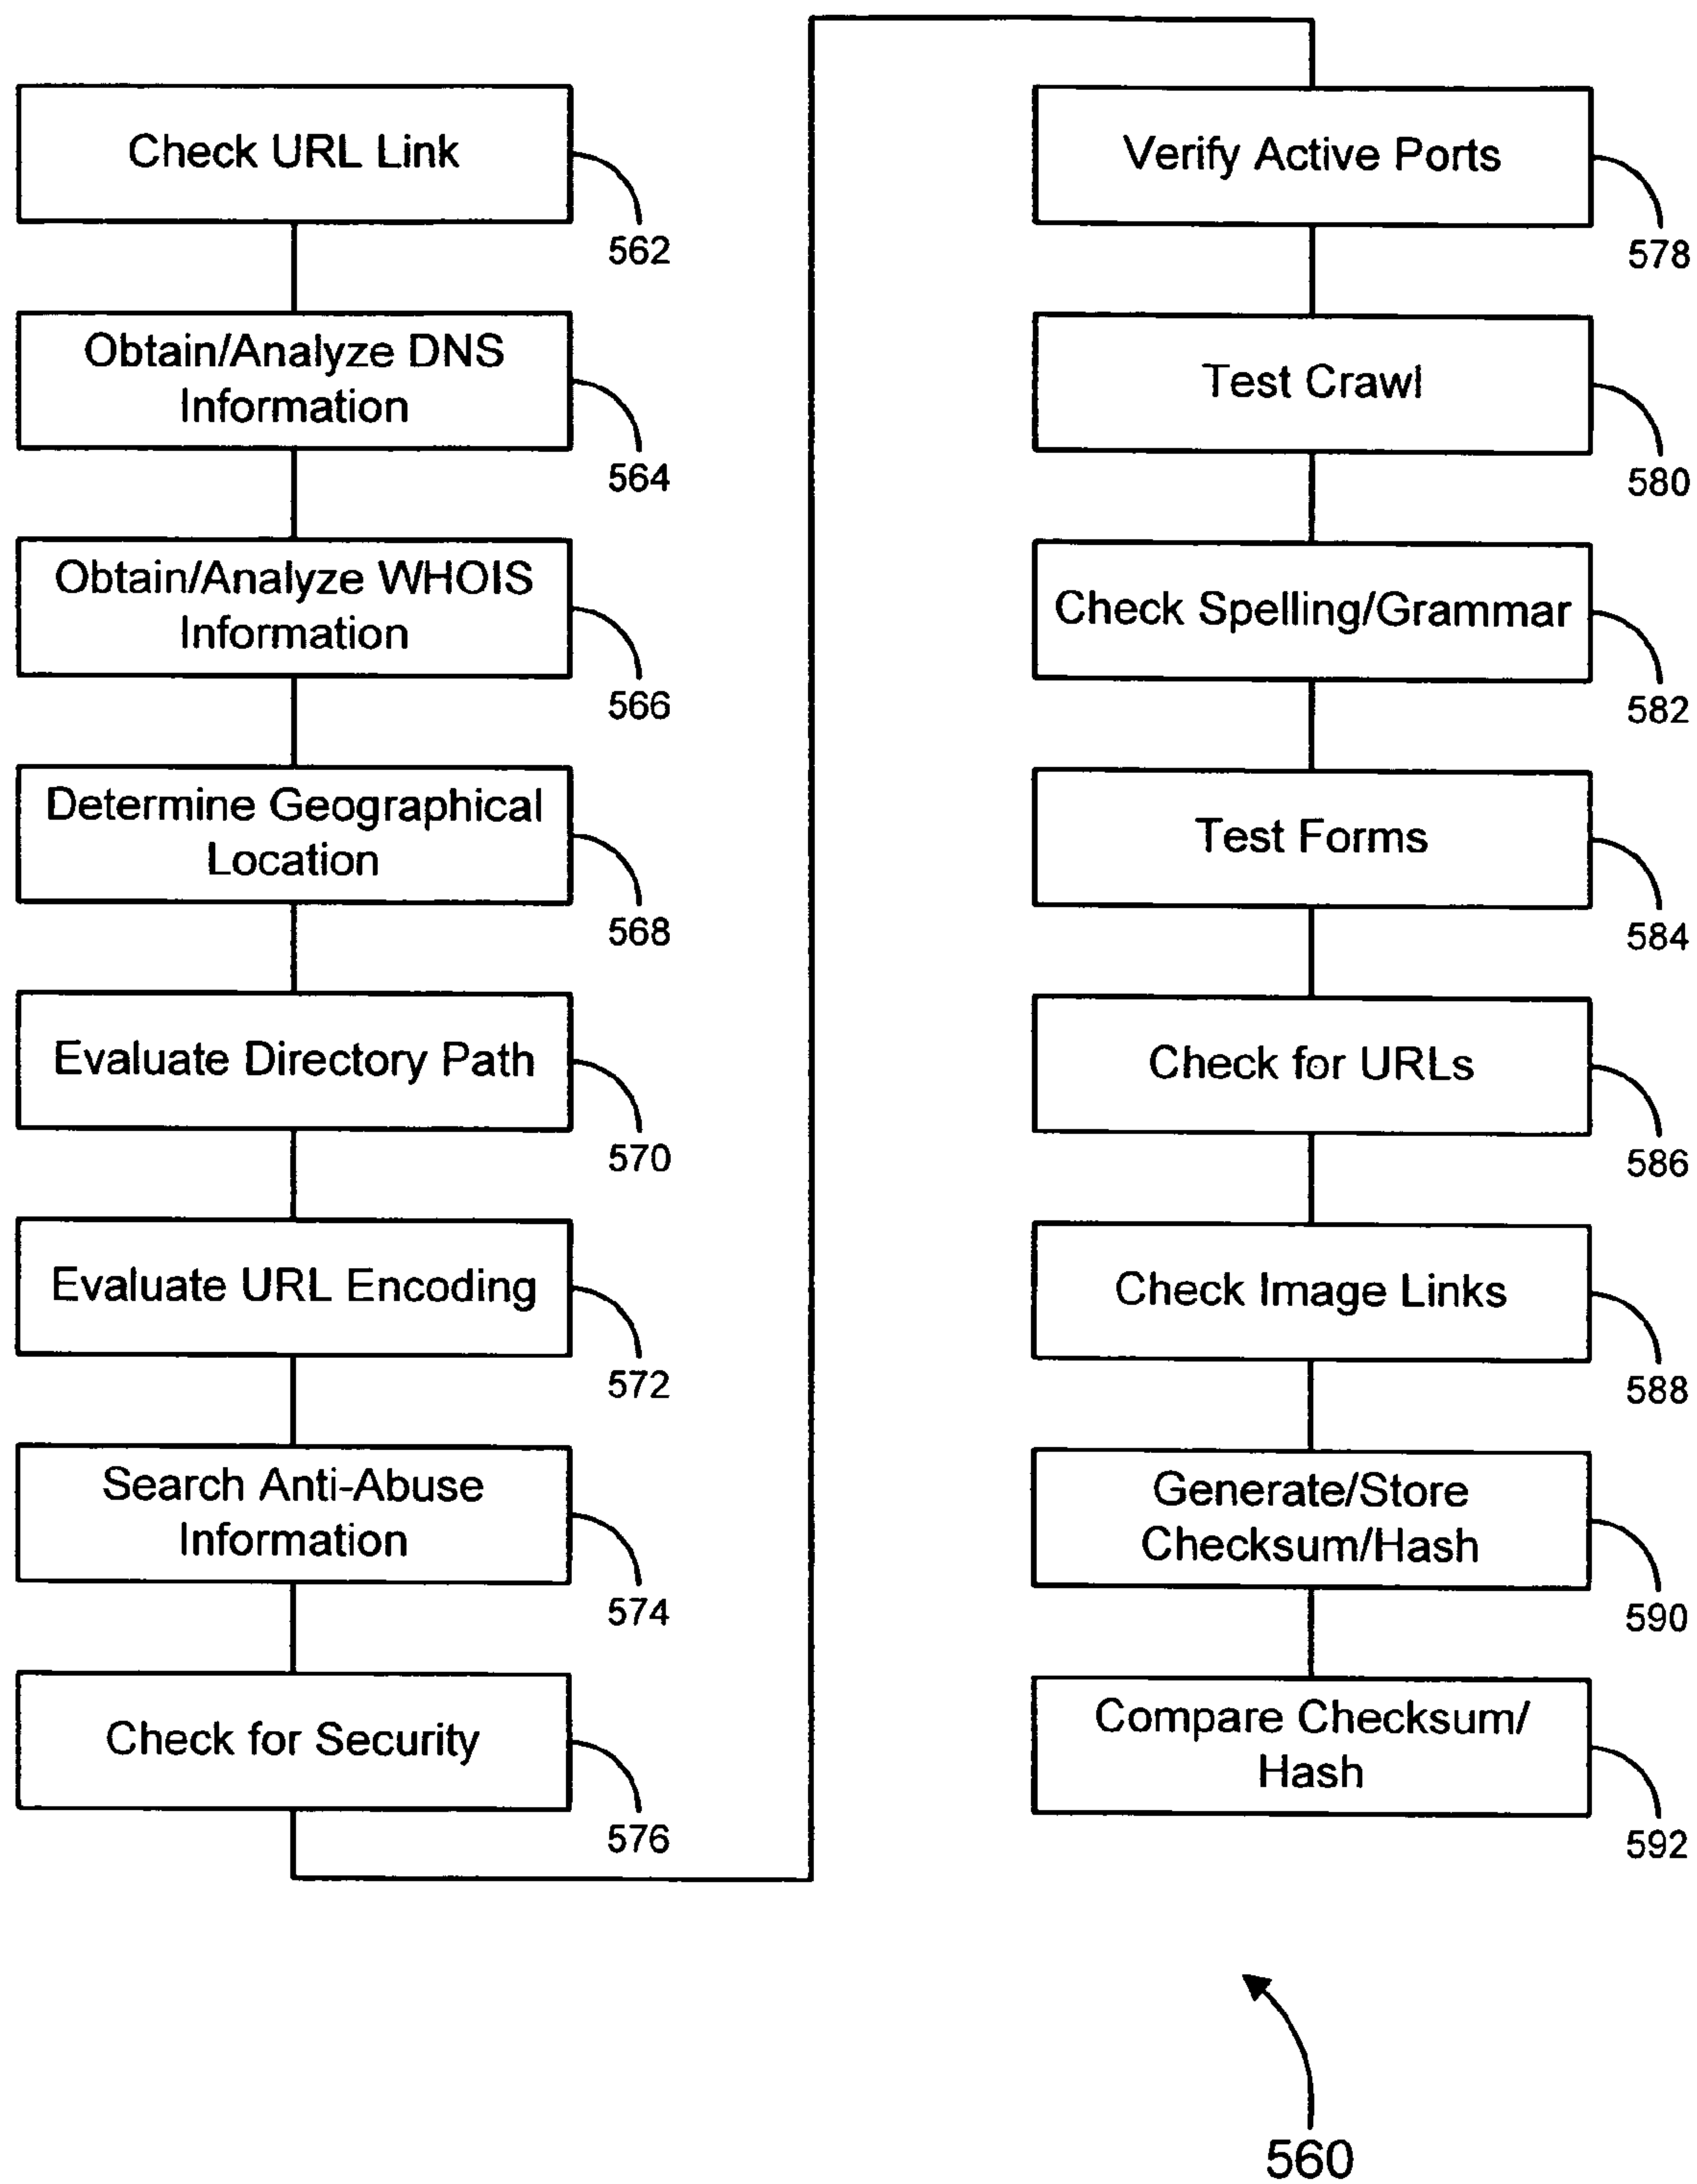 Check URL Link
562
Obtain/Analyze DNS
Information
564
Obtain/Analyze WHOIS
Information
566
Determine Geographical
Location
568
Evaluate Directory Path
570
Evaluate URL Encoding
572
Search Anti-Abuse
Information
574
Check for Security
576
Verify Active Ports
578
Test Crawl
580
Check Spelling/Grammar
582
Test Forms
584
Check for URLs
586
Check Image Links
588
Generate/Store
Checksum/Hash
590
Compare Checksum/
Hash
592
560